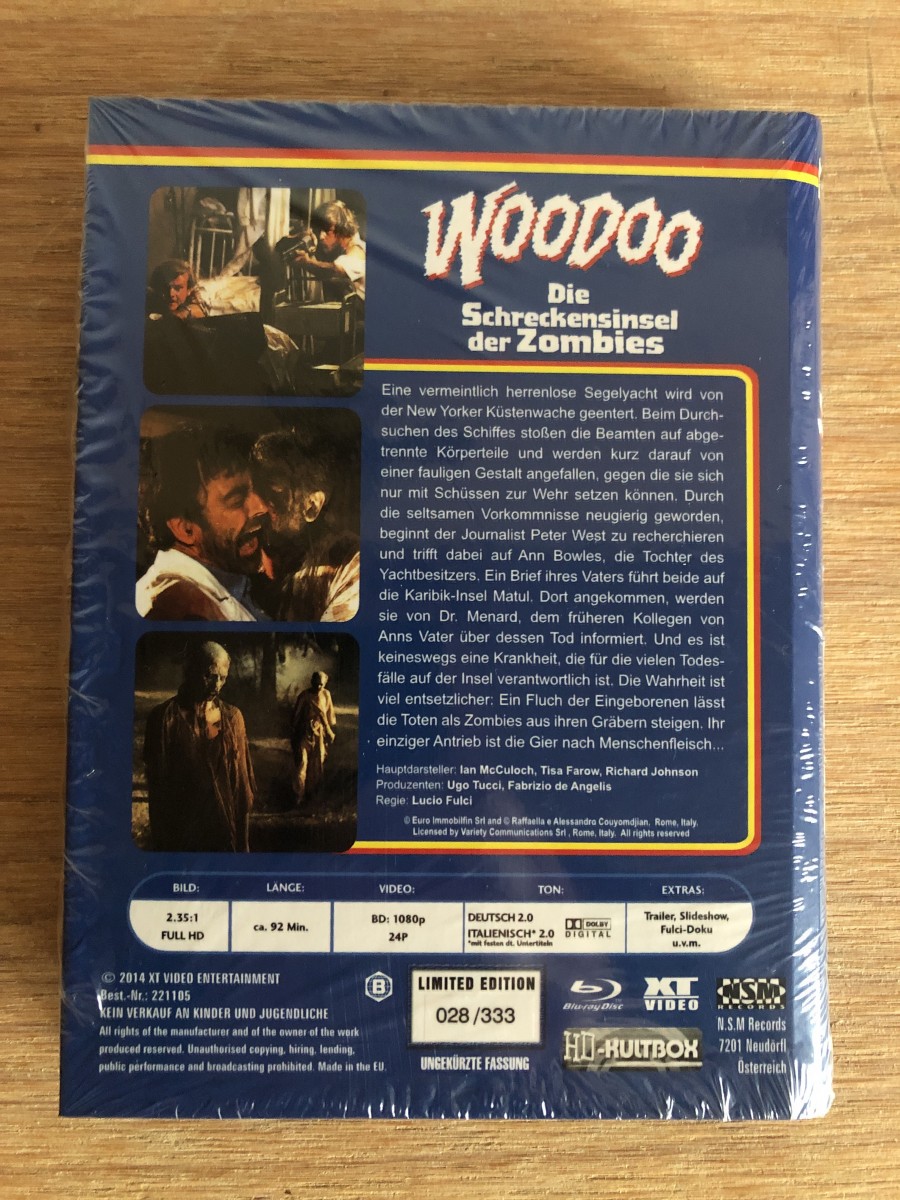 WOODOO
Die
Schreckensinsel
der Zombies
Eine vermeintlich herrenlose Segelyacht wird von
der New Yorker Küstenwache geentert. Beim Durch-
suchen des Schiffes stoßen die Beamten auf abge-
trennte Körperteile und werden kurz darauf von
einer fauligen Gestalt angefallen, gegen die sie sich
nur mit Schüssen zur Wehr setzen können. Durch
die seltsamen Vorkommnisse neugierig geworden,
beginnt der Journalist Peter West zu recherchieren
und trifft dabei auf Ann Bowles, die Tochter des
Yachtbesitzers. Ein Brief ihres Vaters führt beide auf
die Karibik-Insel Matul. Dort angekommen, werden
sie von Dr. Menard, dem früheren Kollegen von
Anns Vater über dessen Tod informiert. Und es ist
keineswegs eine Krankheit, die für die vielen Todes-
fälle auf der Insel verantwortlich ist. Die Wahrheit ist
viel entsetzlicher: Ein Fluch der Eingeborenen lässt
die Toten als Zombies aus ihren Gräbern steigen. Ihr
einziger Antrieb ist die Gier nach Menschenfleisch...
Hauptdarsteller: Ian McCuloch, Tisa Farow, Richard Johnson
Produzenten: Ugo Tucci, Fabrizio de Angelis
Regie: Lucio Fulci
© Euro Immobilfin Srl and © Raffaella e Alessandro Couyomdjian, Rome, Italy.
Licensed by Variety Communications Srl, Rome, Italy. All rights reserved
BILD: LÄNGE: VIDEO: TON: EXTRAS:
2.35:1
FULL HD
ca. 92 Min.
BD: 1080p
24P
DEUTSCH 2.0
ITALIENISCH* 2.0
*mit festen dt. Untertiteln
DOLBY
DIGITAL
Trailer, Slideshow,
Fulci-Doku
u.v.m.
© 2014 XT VIDEO ENTERTAINMENT
Best.-Nr.: 221105
KEIN VERKAUF AN KINDER UND JUGENDLICHE
All rights of the manufacturer and of the owner of the work
produced reserved. Unauthorised copying, hiring, lending,
public performance and broadcasting prohibited. Made in the EU.
B
LIMITED EDITION
028 /333
UNGEKÜRZTE FASSUNG
Blu-ray Disc
XT
VIDEO
NSM
RECORDS
HD-KULTBOX
N.S.M Records
7201 Neudörfl
Österreich